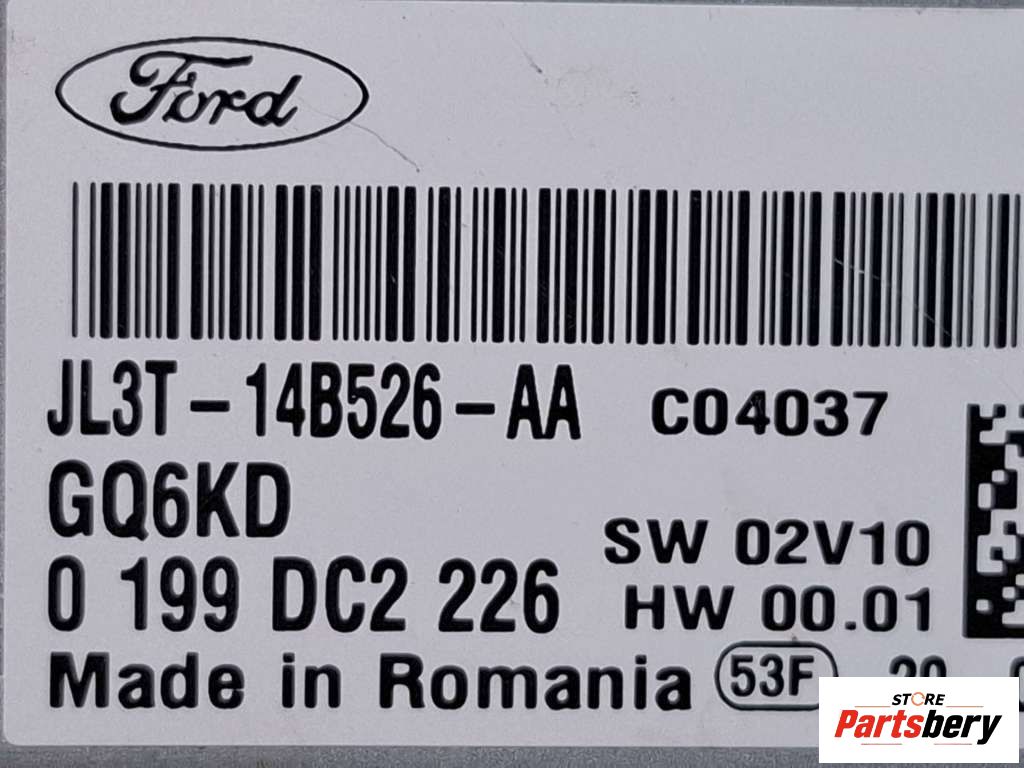 Ford
JL3T-14B526-AA C04037
GQ6KD
SW 02V10
0 199 DC2 226 HW 00.01
Made in Romania 53F
STORE
Partsbery